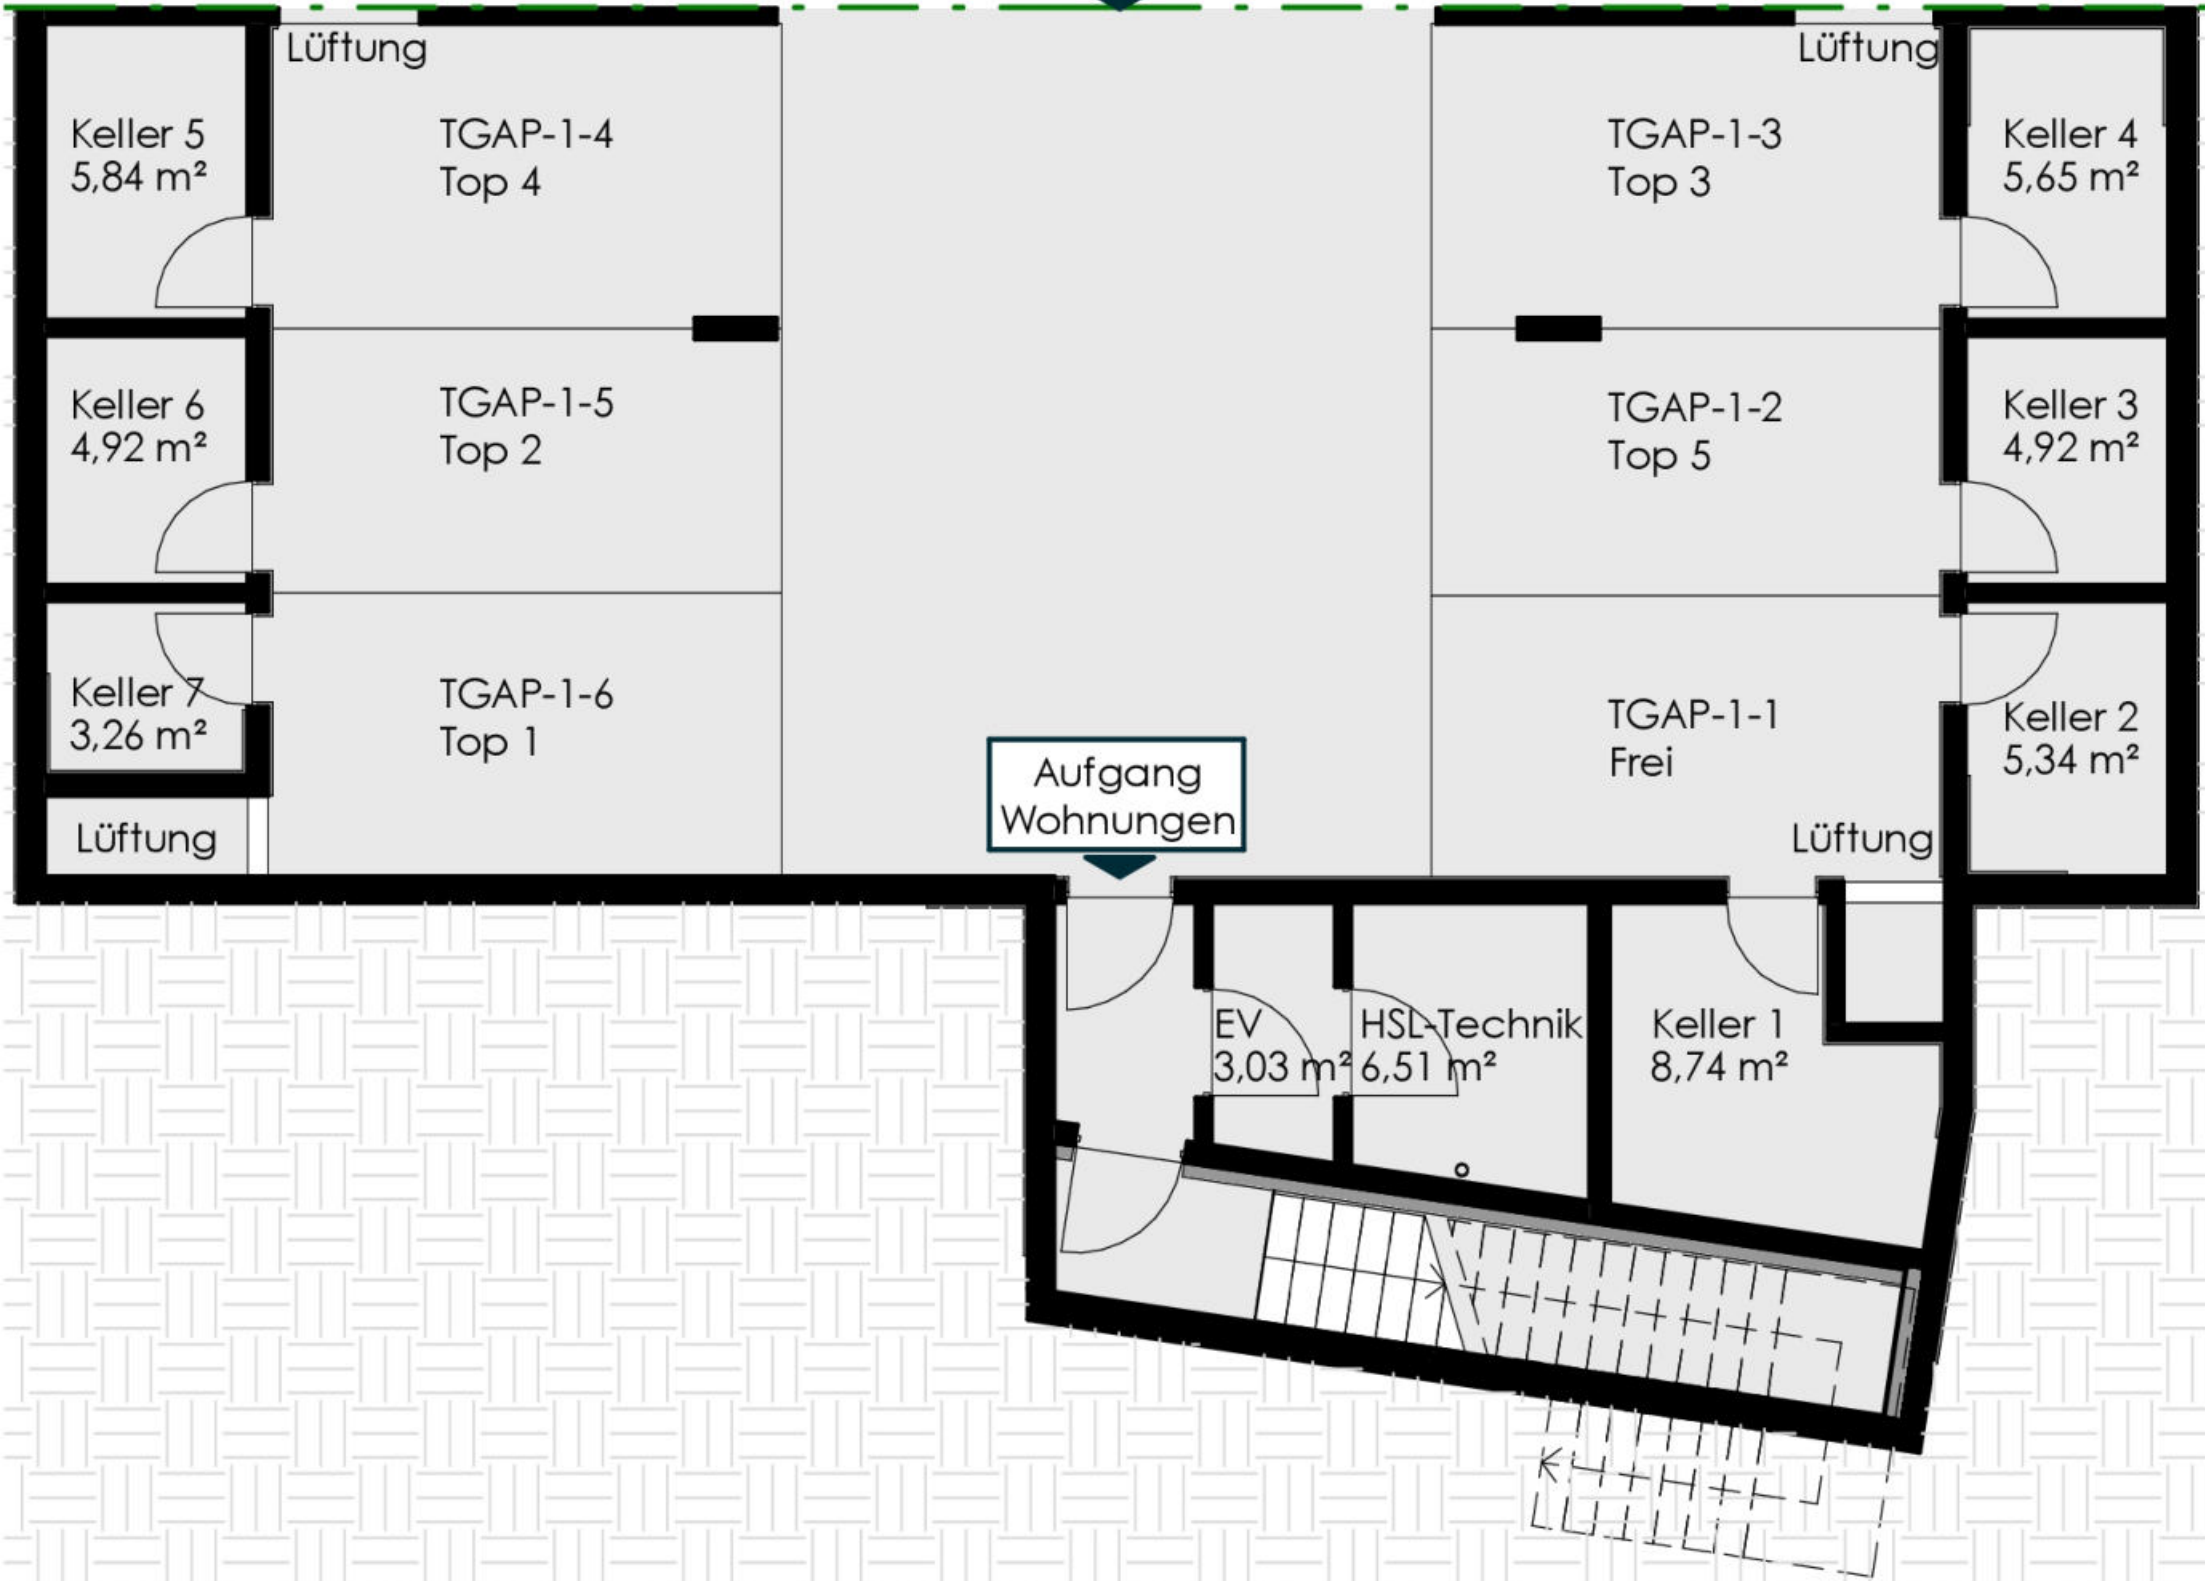 Lüftung
Lüftung
Keller 5
5,84 m²
TGAP-1-4
Top 4
TGAP-1-3
Top 3
Keller 4
5,65 m²
Keller 6
4,92 m²
TGAP-1-5
Top 2
TGAP-1-2
Top 5
Keller 3
4,92 m²
Keller 7
3,26 m²
TGAP-1-6
Top 1
TGAP-1-1
Frei
Keller 2
5,34 m²
Aufgang
Wohnungen
Lüftung
Lüftung
EV
3,03 m²
HSL-Technik
6,51 m²
Keller 1
8,74 m²